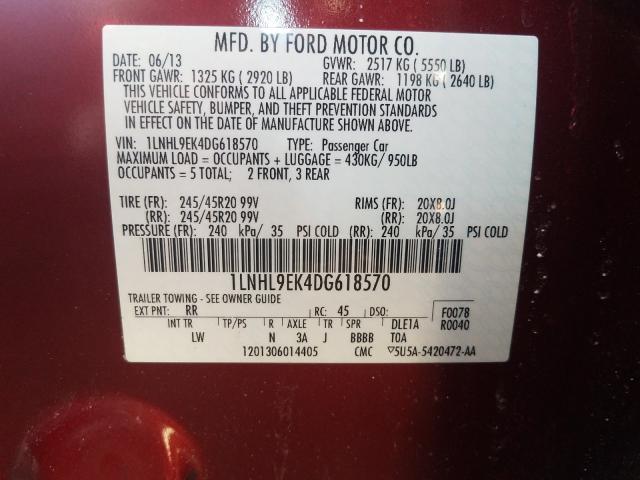 MFD. BY FORD MOTOR CO.
DATE: 06/13 GVWR: 2517 KG ( 5550 LB)
FRONT GAWR: 1325 KG ( 2920 LB) REAR GAWR: 1198 KG ( 2640 LB)
THIS VEHICLE CONFORMS TO ALL APPLICABLE FEDERAL MOTOR
VEHICLE SAFETY, BUMPER, AND THEFT PREVENTION STANDARDS
IN EFFECT ON THE DATE OF MANUFACTURE SHOWN ABOVE.
VIN: 1LNHL9EK4DG618570 TYPE: Passenger Car
MAXIMUM LOAD = OCCUPANTS + LUGGAGE = 430KG/ 950LB
OCCUPANTS = 5 TOTAL; 2 FRONT, 3 REAR
TIRE (FR): 245/45R20 99V RIMS (FR): 20X8.0J
(RR): 245/45R20 99V (RR): 20X8.0J
PRESSURE (FR): 240 kPa/ 35 PSI COLD (RR): 240 kPa/ 35 PSI COLD
1LNHL9EK4DG618570
TRAILER TOWING - SEE OWNER GUIDE
EXT PNT: RR RC: 45 DSO: F0078
INT TR TP/PS R AXLE TR SPR DLE1A R0040
LW N 3A J BBBB TOA
1201306014405 CMC ▽5U5A-5420472-AA